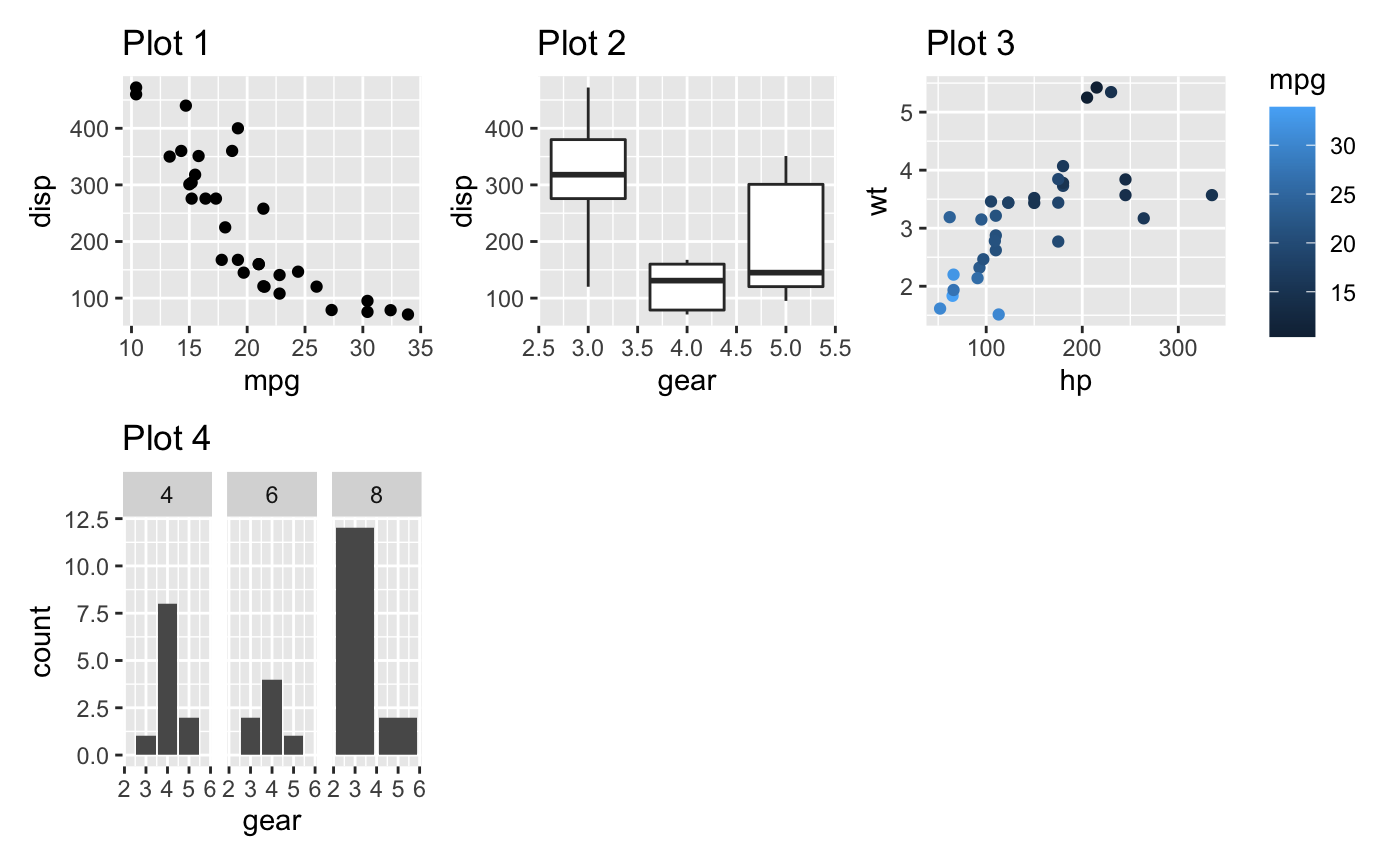 Plot 1
400
300
200
100
disp
10 15 20 25 30 35
mpg
Plot 2
400
300
200
100
disp
2.5 3.0 3.5 4.0 4.5 5.0 5.5
gear
Plot 3
5
4
3
2
wt
100 200 300
hp
mpg
30
25
20
15
Plot 4
4 6 8
12.5
10.0
7.5
5.0
2.5
0.0
count
2 3 4 5 6 2 3 4 5 6 2 3 4 5 6
gear